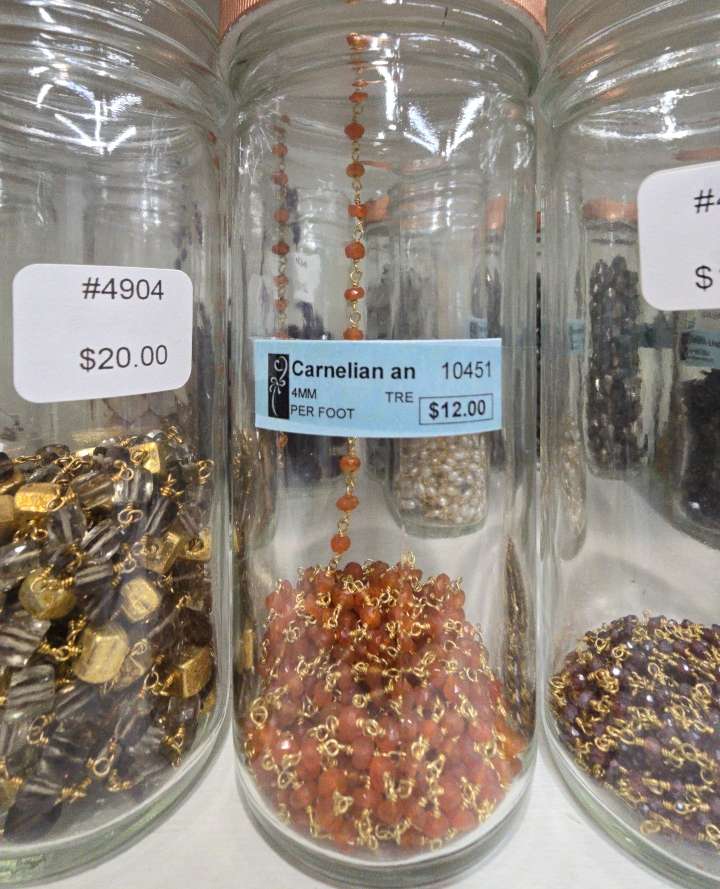 #4904
$20.00
Carnelian an 10451
4MM TRE
PER FOOT $12.00
#
$